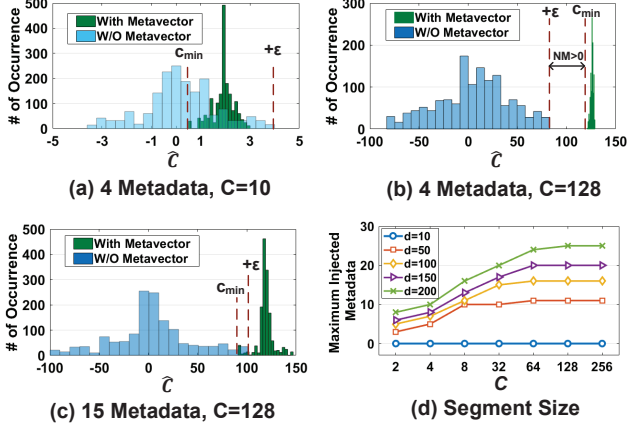 # of Occurrence
500
400
300
200
100
0
With Metavector
W/O Metavector
c_min
+ε
-5
-3
-1
0
1
3
5
Ĉ
(a) 4 Metadata, C=10
# of Occurrence
300
200
100
0
With Metavector
W/O Metavector
+ε
c_min
NM>0
-100
-50
0
50
100
150
Ĉ
(b) 4 Metadata, C=128
# of Occurrence
500
400
300
200
100
0
With Metavector
W/O Metavector
c_min
+ε
-100
-50
0
50
100
150
Ĉ
(c) 15 Metadata, C=128
Maximum Injected
Metadata
30
20
10
0
d=10
d=50
d=100
d=150
d=200
2
4
8
32
64
128
256
C
(d) Segment Size